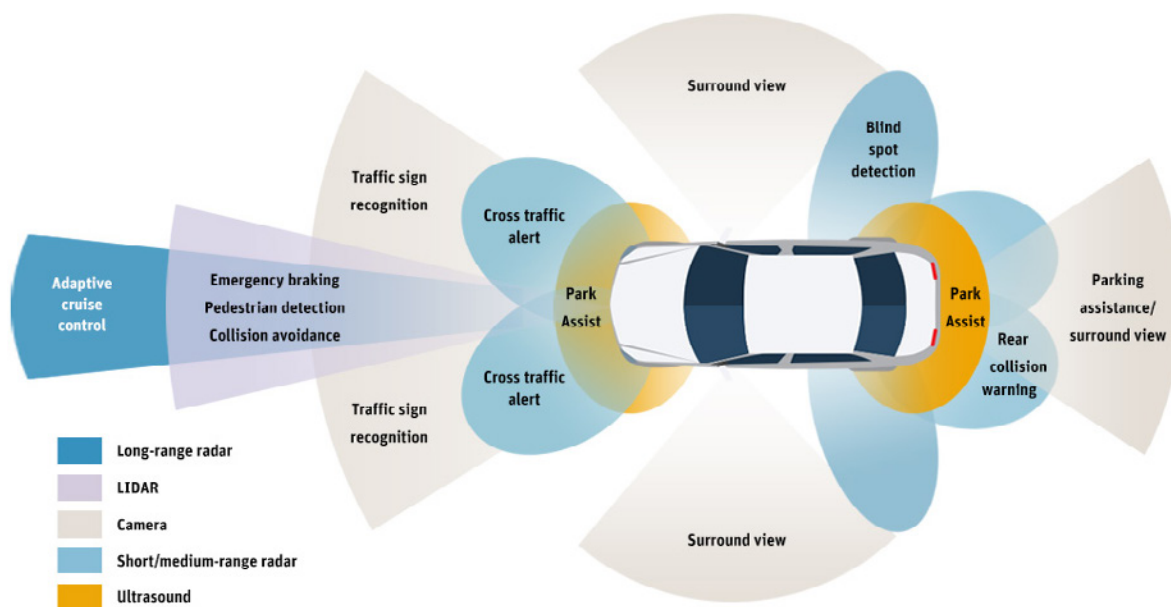 Surround view
Blind
spot
detection
Traffic sign
recognition
Cross traffic
alert
Adaptive
cruise
control
Emergency braking
Pedestrian detection
Collision avoidance
Park
Assist
Park
Assist
Parking
assistance/
surround view
Rear
collision
warning
Cross traffic
alert
Traffic sign
recognition
Surround view
Long-range radar
LIDAR
Camera
Short/medium-range radar
Ultrasound